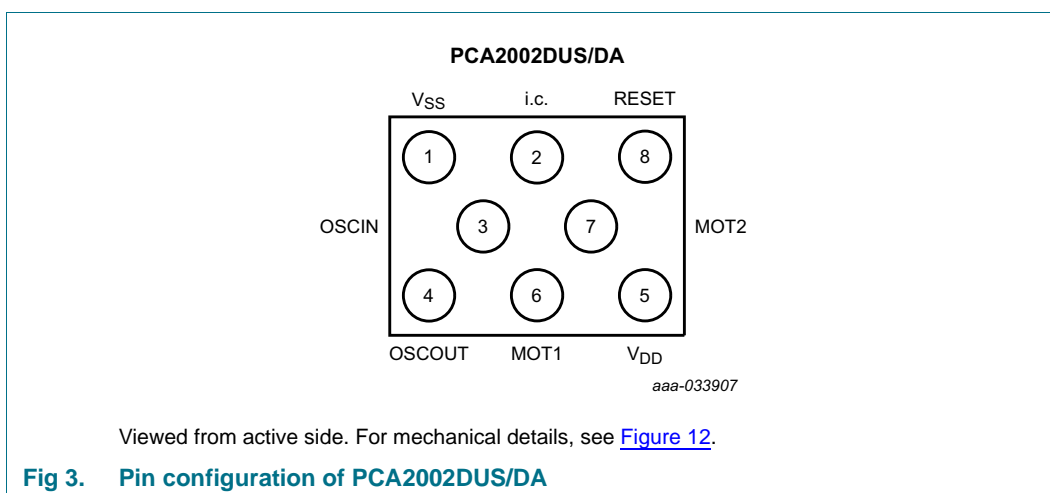 PCA2002DUS/DA
VSS i.c. RESET
1 2 8
OSCIN 3 7 MOT2
4 6 5
OSCOUT MOT1 VDD
aaa-033907
Viewed from active side. For mechanical details, see Figure 12.
Fig 3. Pin configuration of PCA2002DUS/DA